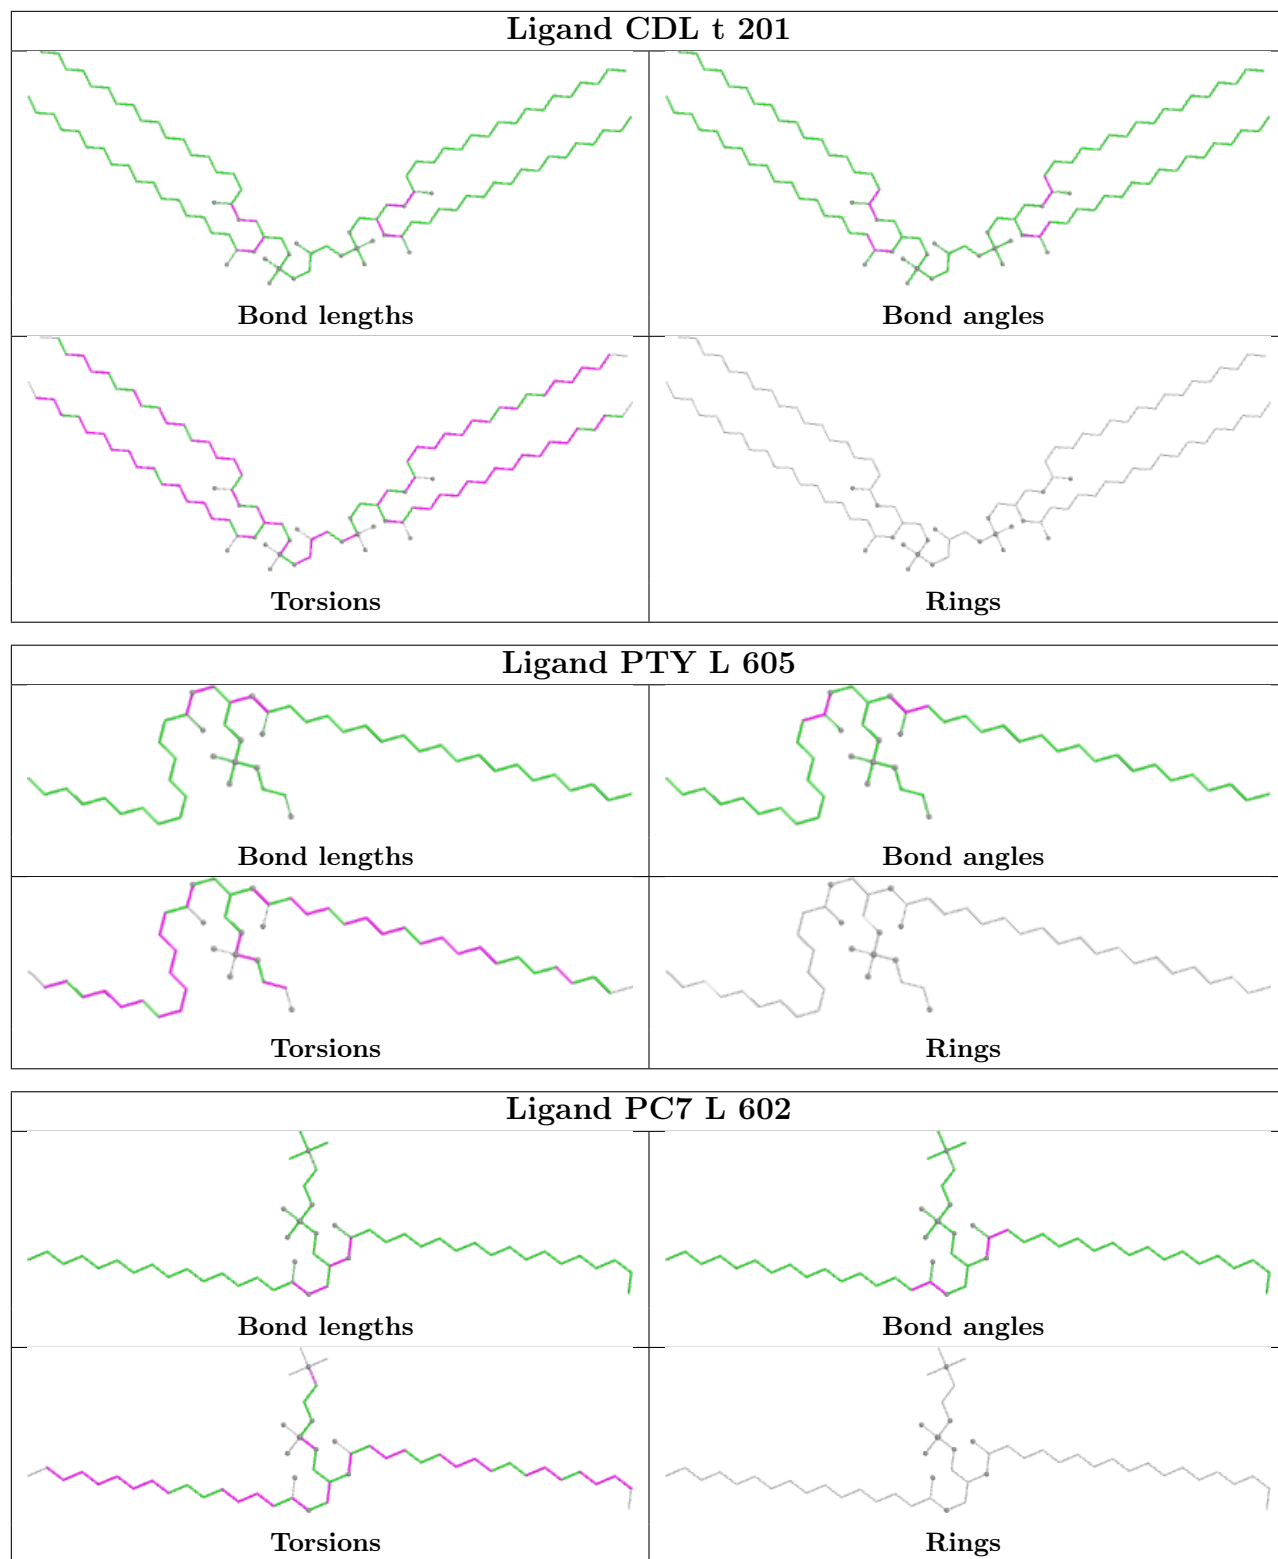 Ligand CDL t 201
Bond lengths
Bond angles
Torsions
Rings
Ligand PTY L 605
Bond lengths
Bond angles
Torsions
Rings
Ligand PC7 L 602
Bond lengths
Bond angles
Torsions
Rings